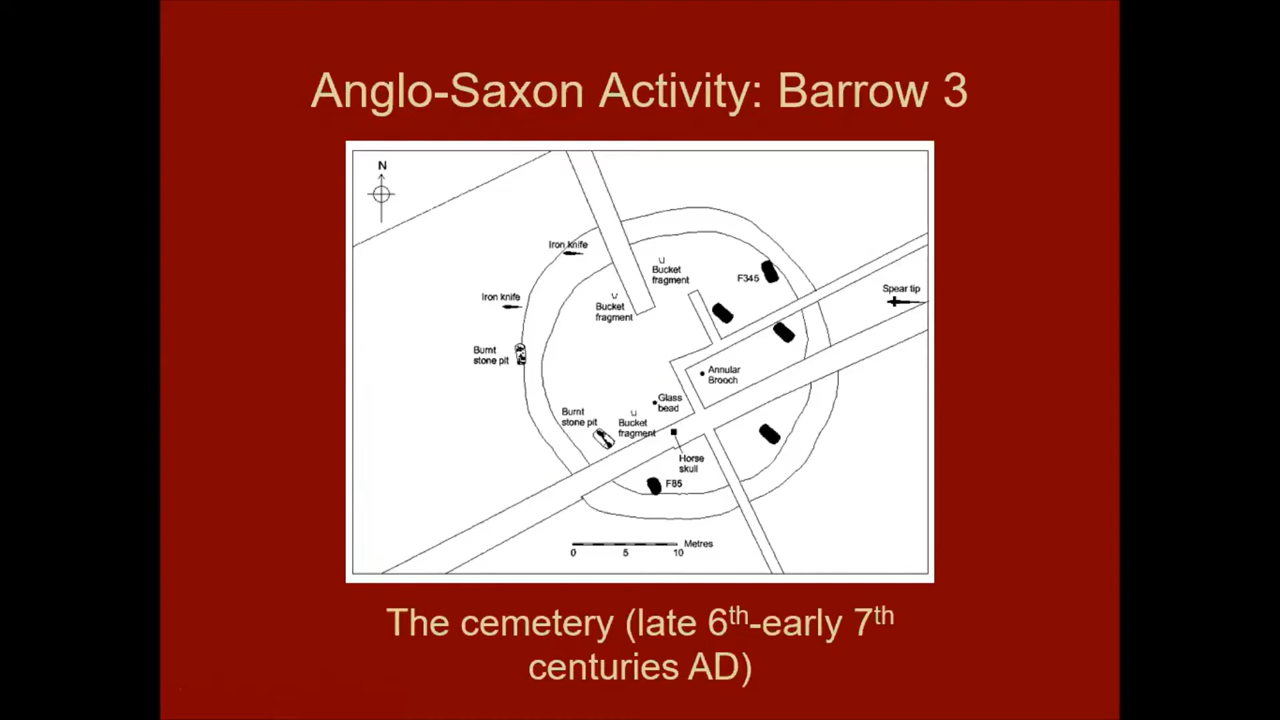 Anglo-Saxon Activity: Barrow 3
N
Iron knife
Bucket
fragment
F345
Iron knife
Bucket
fragment
Spear tip
Burnt
stone pit
Annular
Brooch
Glass
bead
Burnt
stone pit
Bucket
fragment
Horse
skull
F85
Metres
0 5 10
The cemetery (late 6th-early 7th
centuries AD)